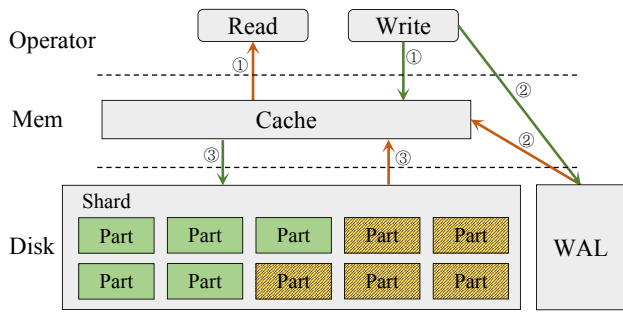 Operator
Read
Write
①
①
②
Mem
Cache
②
③
③
Disk
Shard
Part Part Part Part Part
Part Part Part Part Part
WAL